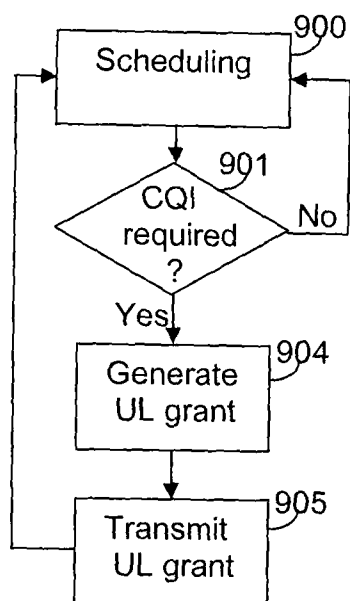 900
Scheduling
901
CQI
required
?
No
Yes
904
Generate
UL grant
905
Transmit
UL grant